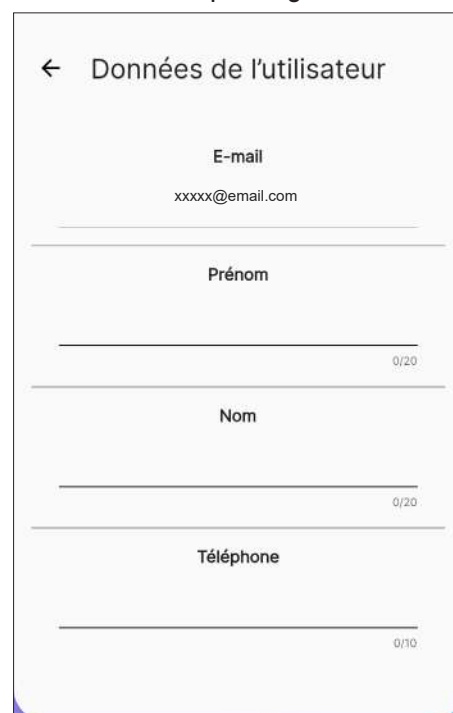 ← Données de l’utilisateur
E-mail
xxxxx@email.com
Prénom
0/20
Nom
0/20
Téléphone
0/10